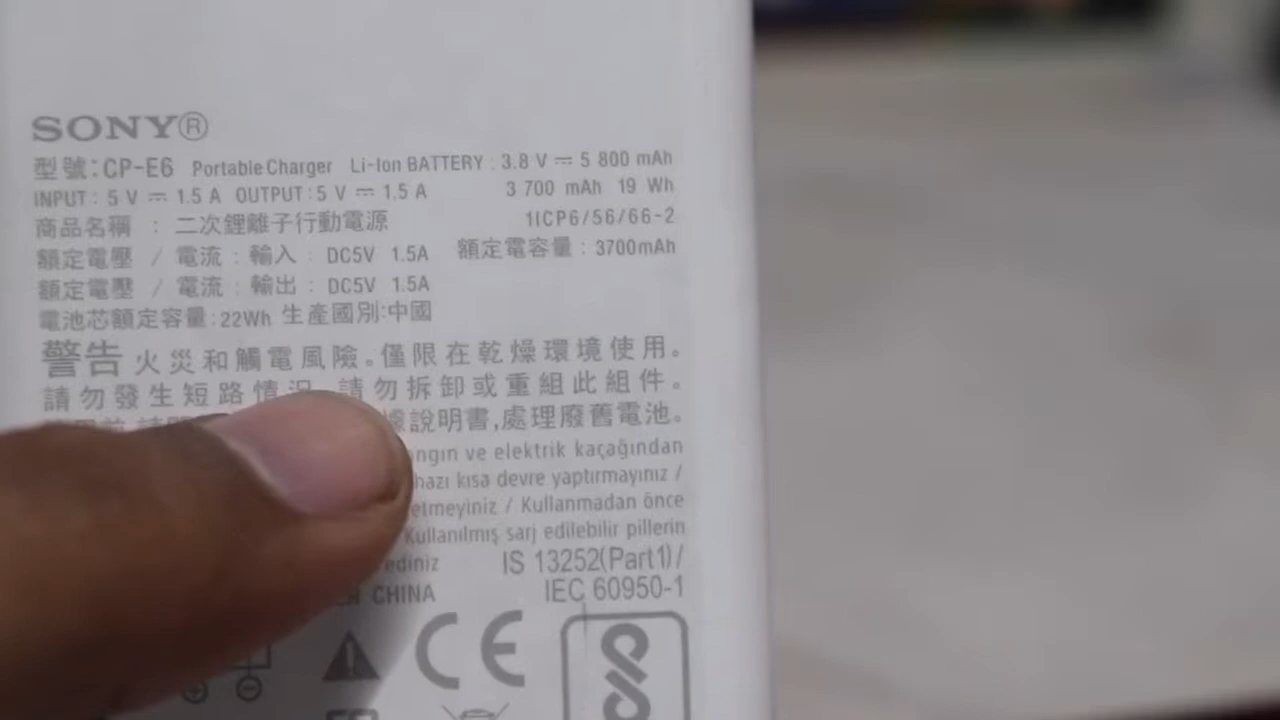 SONY®
型號:CP-E6 Portable Charger Li-Ion BATTERY : 3.8 V ⎓ 5 800 mAh
INPUT : 5 V ⎓ 1.5 A OUTPUT : 5 V ⎓ 1.5 A 3 700 mAh 19 Wh
商品名稱 : 二次鋰離子行動電源 1ICP6/56/66-2
額定電壓 / 電流 : 輸入 : DC5V 1.5A 額定電容量 : 3700mAh
額定電壓 / 電流 : 輸出 : DC5V 1.5A
電池芯額定容量:22Wh 生產國別:中國
警告 火災和觸電風險。僅限在乾燥環境使用。
請勿發生短路情況。請勿拆卸或重組此組件。
據說明書,處理廢舊電池。
ve elektrik kaçağından
kısa devre yaptırmayınız /
etmeyiniz / Kullanmadan önce
Kullanılmış sarj edilebilir pillerin
IS 13252(Part1)/
CHINA IEC 60950-1
CE